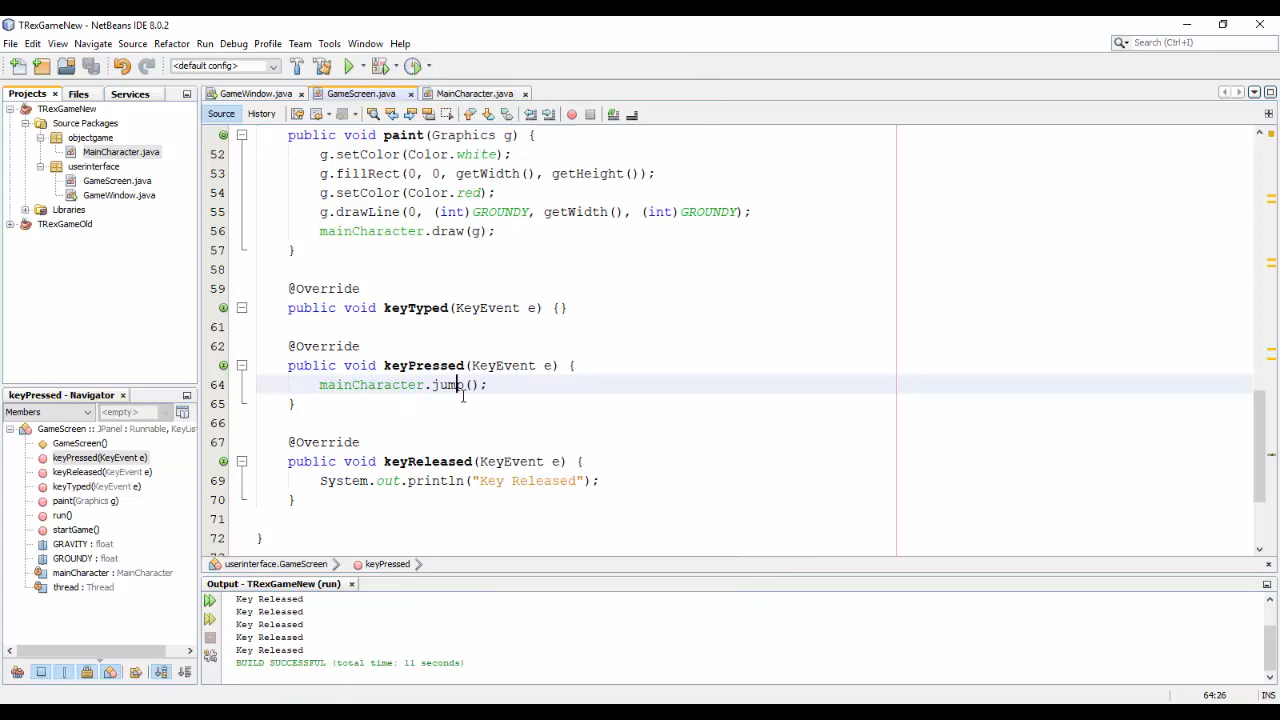 TRexGameNew - NetBeans IDE 8.0.2
File Edit View Navigate Source Refactor Run Debug Profile Team Tools Window Help
Search (Ctrl+I)
<default config>
Projects Files Services
TRexGameNew
Source Packages
objectgame
MainCharacter.java
userinterface
GameScreen.java
GameWindow.java
Libraries
TRexGameOld
GameWindow.java GameScreen.java MainCharacter.java
Source History
public void paint(Graphics g) {
52 g.setColor(Color.white);
53 g.fillRect(0, 0, getWidth(), getHeight());
54 g.setColor(Color.red);
55 g.drawLine(0, (int)GROUNDY, getWidth(), (int)GROUNDY);
56 mainCharacter.draw(g);
57 }
58
59 @Override
public void keyTyped(KeyEvent e) {}
61
62 @Override
public void keyPressed(KeyEvent e) {
64 mainCharacter.jump();
65 }
66
67 @Override
public void keyReleased(KeyEvent e) {
69 System.out.println("Key Released");
70 }
71
72 }
keyPressed - Navigator
Members <empty>
GameScreen :: JPanel : Runnable, KeyList
GameScreen()
keyPressed(KeyEvent e)
keyReleased(KeyEvent e)
keyTyped(KeyEvent e)
paint(Graphics g)
run()
startGame()
GRAVITY : float
GROUNDY : float
mainCharacter : MainCharacter
thread : Thread
userinterface.GameScreen keyPressed
Output - TRexGameNew (run)
Key Released
Key Released
Key Released
Key Released
Key Released
BUILD SUCCESSFUL (total time: 11 seconds)
64:26 INS